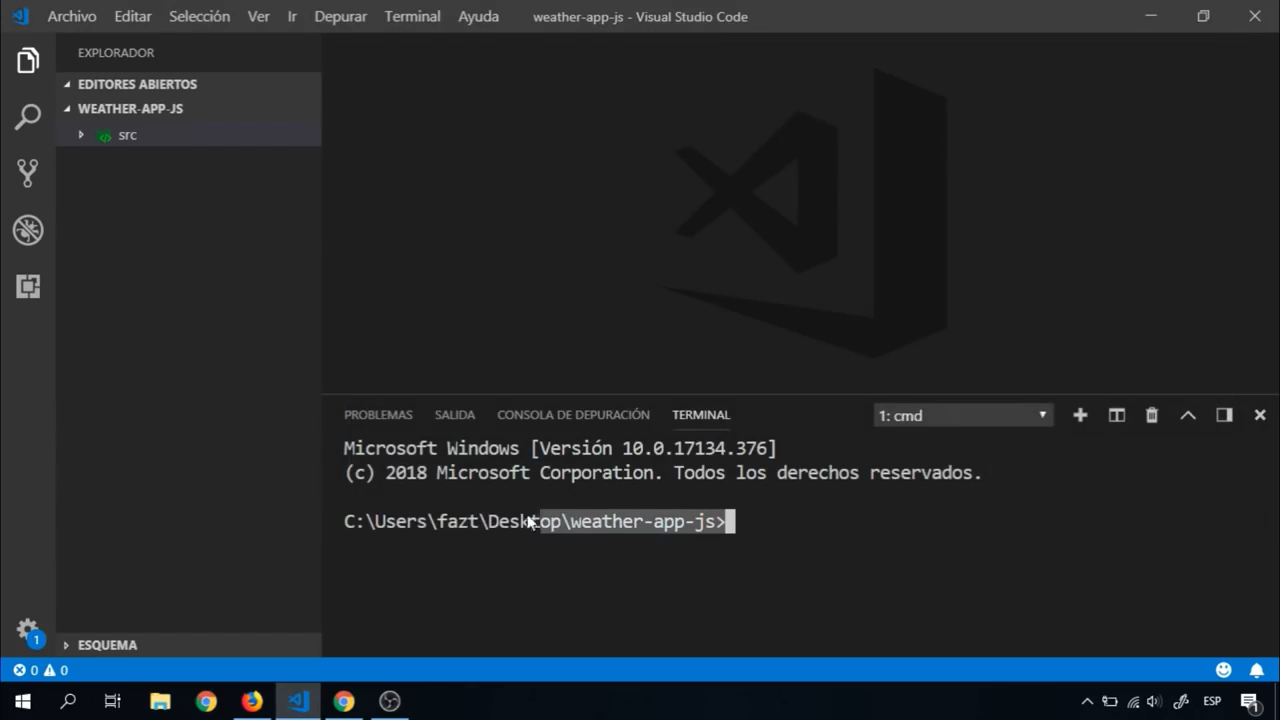 Archivo Editar Selección Ver Ir Depurar Terminal Ayuda weather-app-js - Visual Studio Code
EXPLORADOR
EDITORES ABIERTOS
WEATHER-APP-JS
src
PROBLEMAS SALIDA CONSOLA DE DEPURACIÓN TERMINAL 1: cmd
Microsoft Windows [Versión 10.0.17134.376]
(c) 2018 Microsoft Corporation. Todos los derechos reservados.
C:\Users\fazt\Desktop\weather-app-js>
1
ESQUEMA
0 0
ESP 1